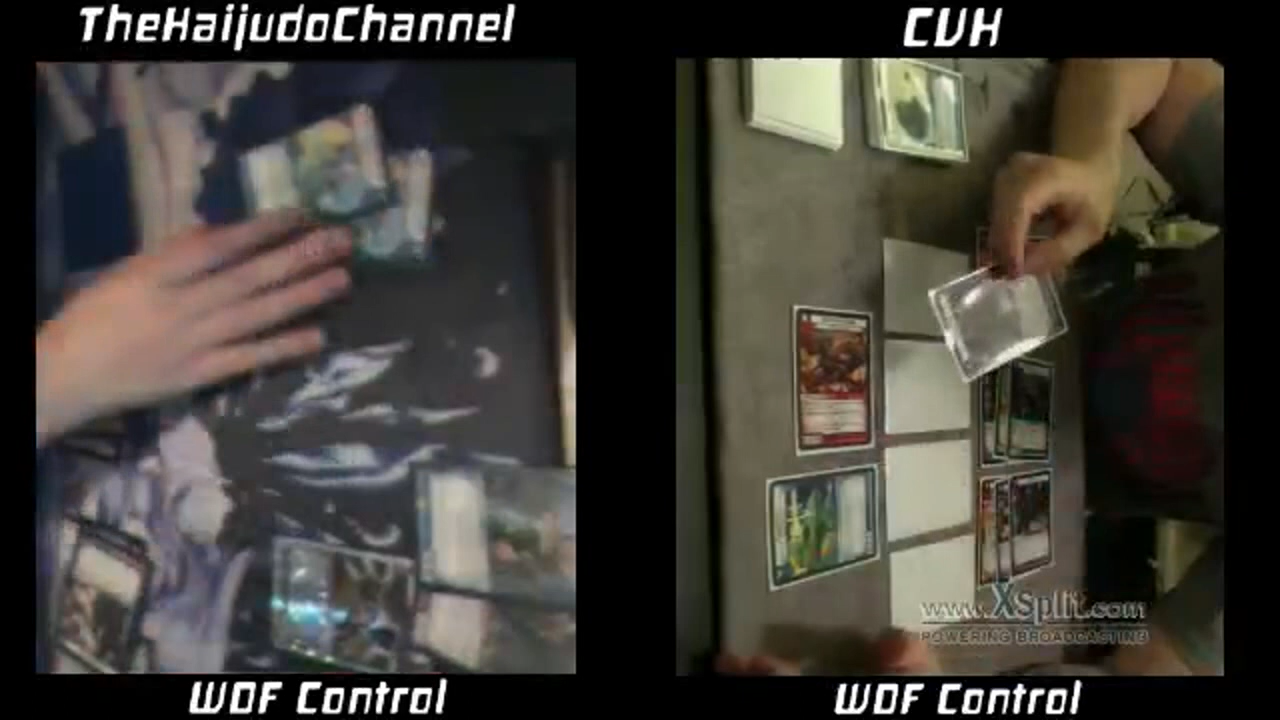 TheKaijudoChannel
CVH
www.XSplit.com
POWERING BROADCASTING
WDF Control
WDF Control